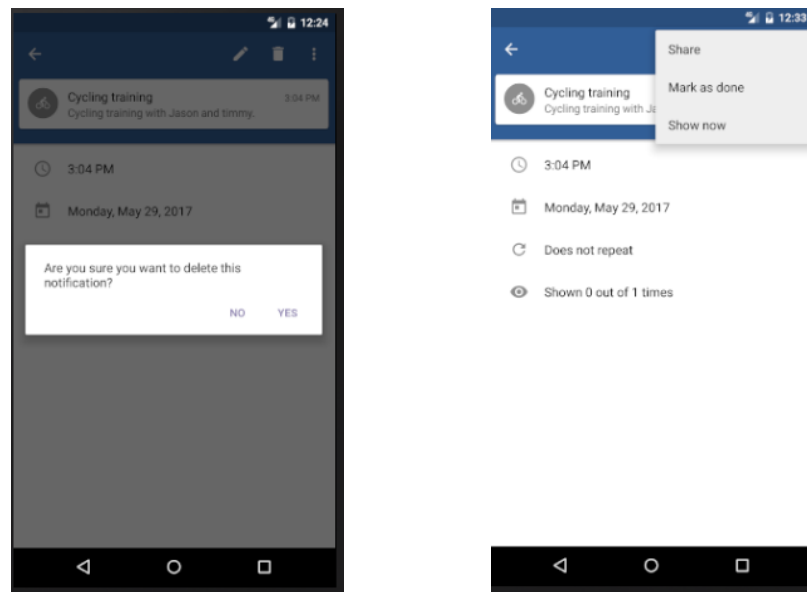 12:24
Cycling training
3:04 PM
Cycling training with Jason and timmy.
3:04 PM
Monday, May 29, 2017
Are you sure you want to delete this
notification?
NO YES
12:33
Share
Cycling training
Mark as done
Cycling training with Ja
Show now
3:04 PM
Monday, May 29, 2017
Does not repeat
Shown 0 out of 1 times